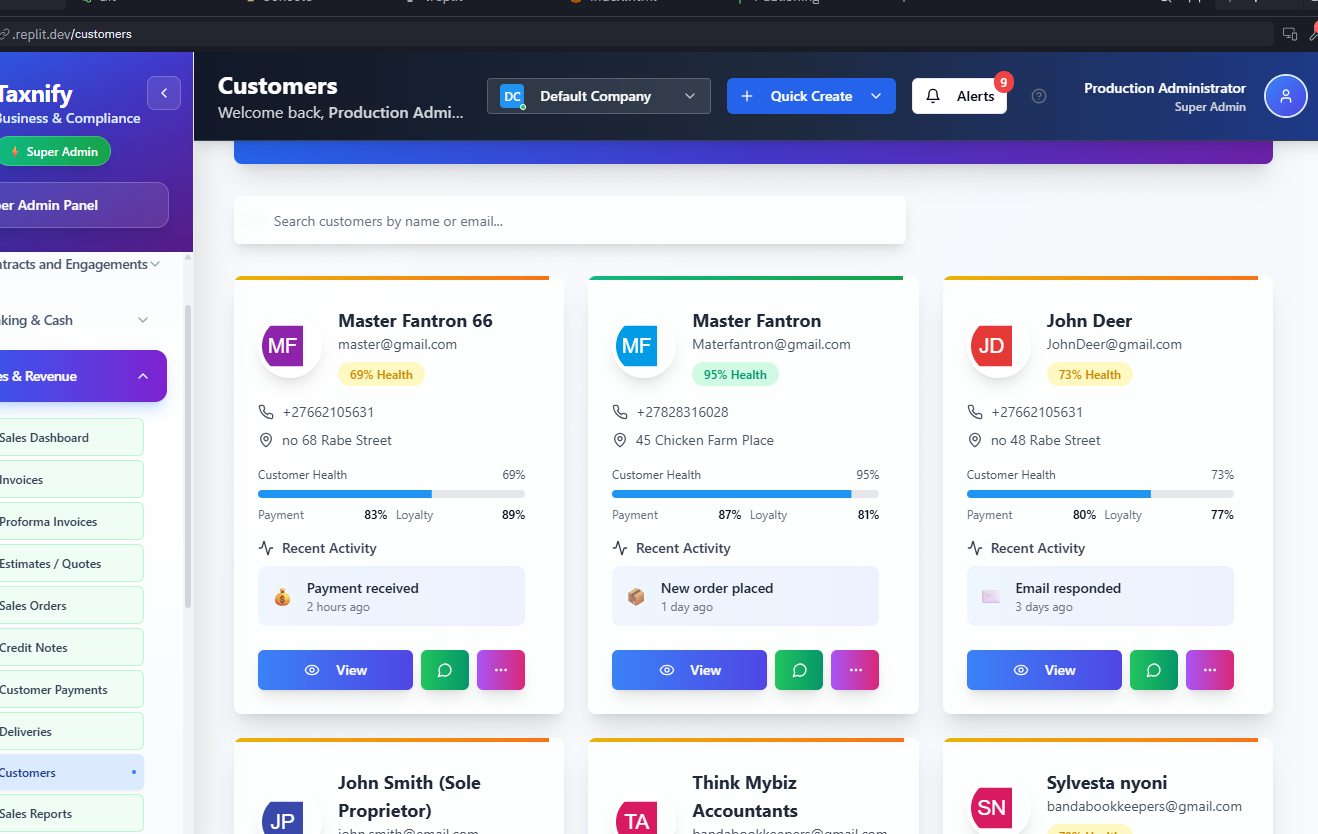 .replit.dev/customers
Taxnify
Business & Compliance
Super Admin
er Admin Panel
ntracts and Engagements
king & Cash
es & Revenue
Sales Dashboard
Invoices
Proforma Invoices
Estimates / Quotes
Sales Orders
Credit Notes
Customer Payments
Deliveries
Customers
Sales Reports
Customers
Welcome back, Production Admi...
DC Default Company
Quick Create
Alerts 9
Production Administrator
Super Admin
Search customers by name or email...
MF
Master Fantron 66
master@gmail.com
69% Health
+27662105631
no 68 Rabe Street
Customer Health 69%
Payment 83% Loyalty 89%
Recent Activity
Payment received
2 hours ago
View
MF
Master Fantron
Materfantron@gmail.com
95% Health
+27828316028
45 Chicken Farm Place
Customer Health 95%
Payment 87% Loyalty 81%
Recent Activity
New order placed
1 day ago
View
JD
John Deer
JohnDeer@gmail.com
73% Health
+27662105631
no 48 Rabe Street
Customer Health 73%
Payment 80% Loyalty 77%
Recent Activity
Email responded
3 days ago
View
JP
John Smith (Sole
Proprietor)
john.smith@email.com
TA
Think Mybiz
Accountants
bandabookkeepers@gmail.com
SN
Sylvesta nyoni
bandabookkeepers@gmail.com